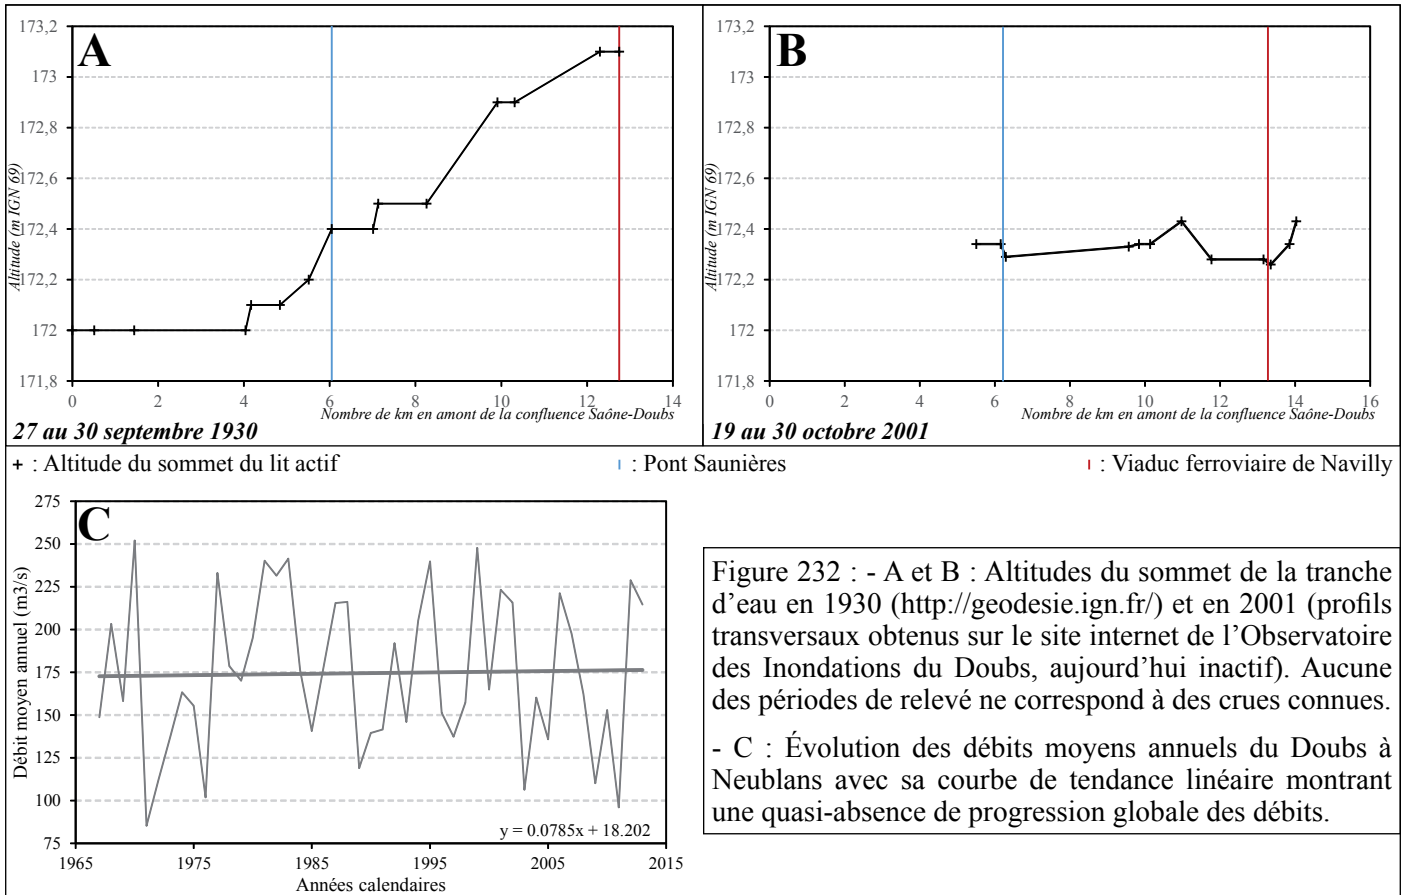 A
173,2
173
172,8
172,6
172,4
172,2
172
171,8
Altitude (m IGN 69)
0 2 4 6 8 10 12 14
Nombre de km en amont de la confluence Saône-Doubs
27 au 30 septembre 1930
B
173,2
173
172,8
172,6
172,4
172,2
172
171,8
Altitude (m IGN 69)
0 2 4 6 8 10 12 14 16
Nombre de km en amont de la confluence Saône-Doubs
19 au 30 octobre 2001
+ : Altitude du sommet du lit actif
: Pont Saunières
: Viaduc ferroviaire de Navilly
C
275
250
225
200
175
150
125
100
75
Débit moyen annuel (m3/s)
y = 0.0785x + 18.202
1965 1975 1985 1995 2005 2015
Années calendaires
Figure 232 : - A et B : Altitudes du sommet de la tranche
d'eau en 1930 (http://geodesie.ign.fr/) et en 2001 (profils
transversaux obtenus sur le site internet de l'Observatoire
des Inondations du Doubs, aujourd'hui inactif). Aucune
des périodes de relevé ne correspond à des crues connues.
- C : Évolution des débits moyens annuels du Doubs à
Neublans avec sa courbe de tendance linéaire montrant
une quasi-absence de progression globale des débits.